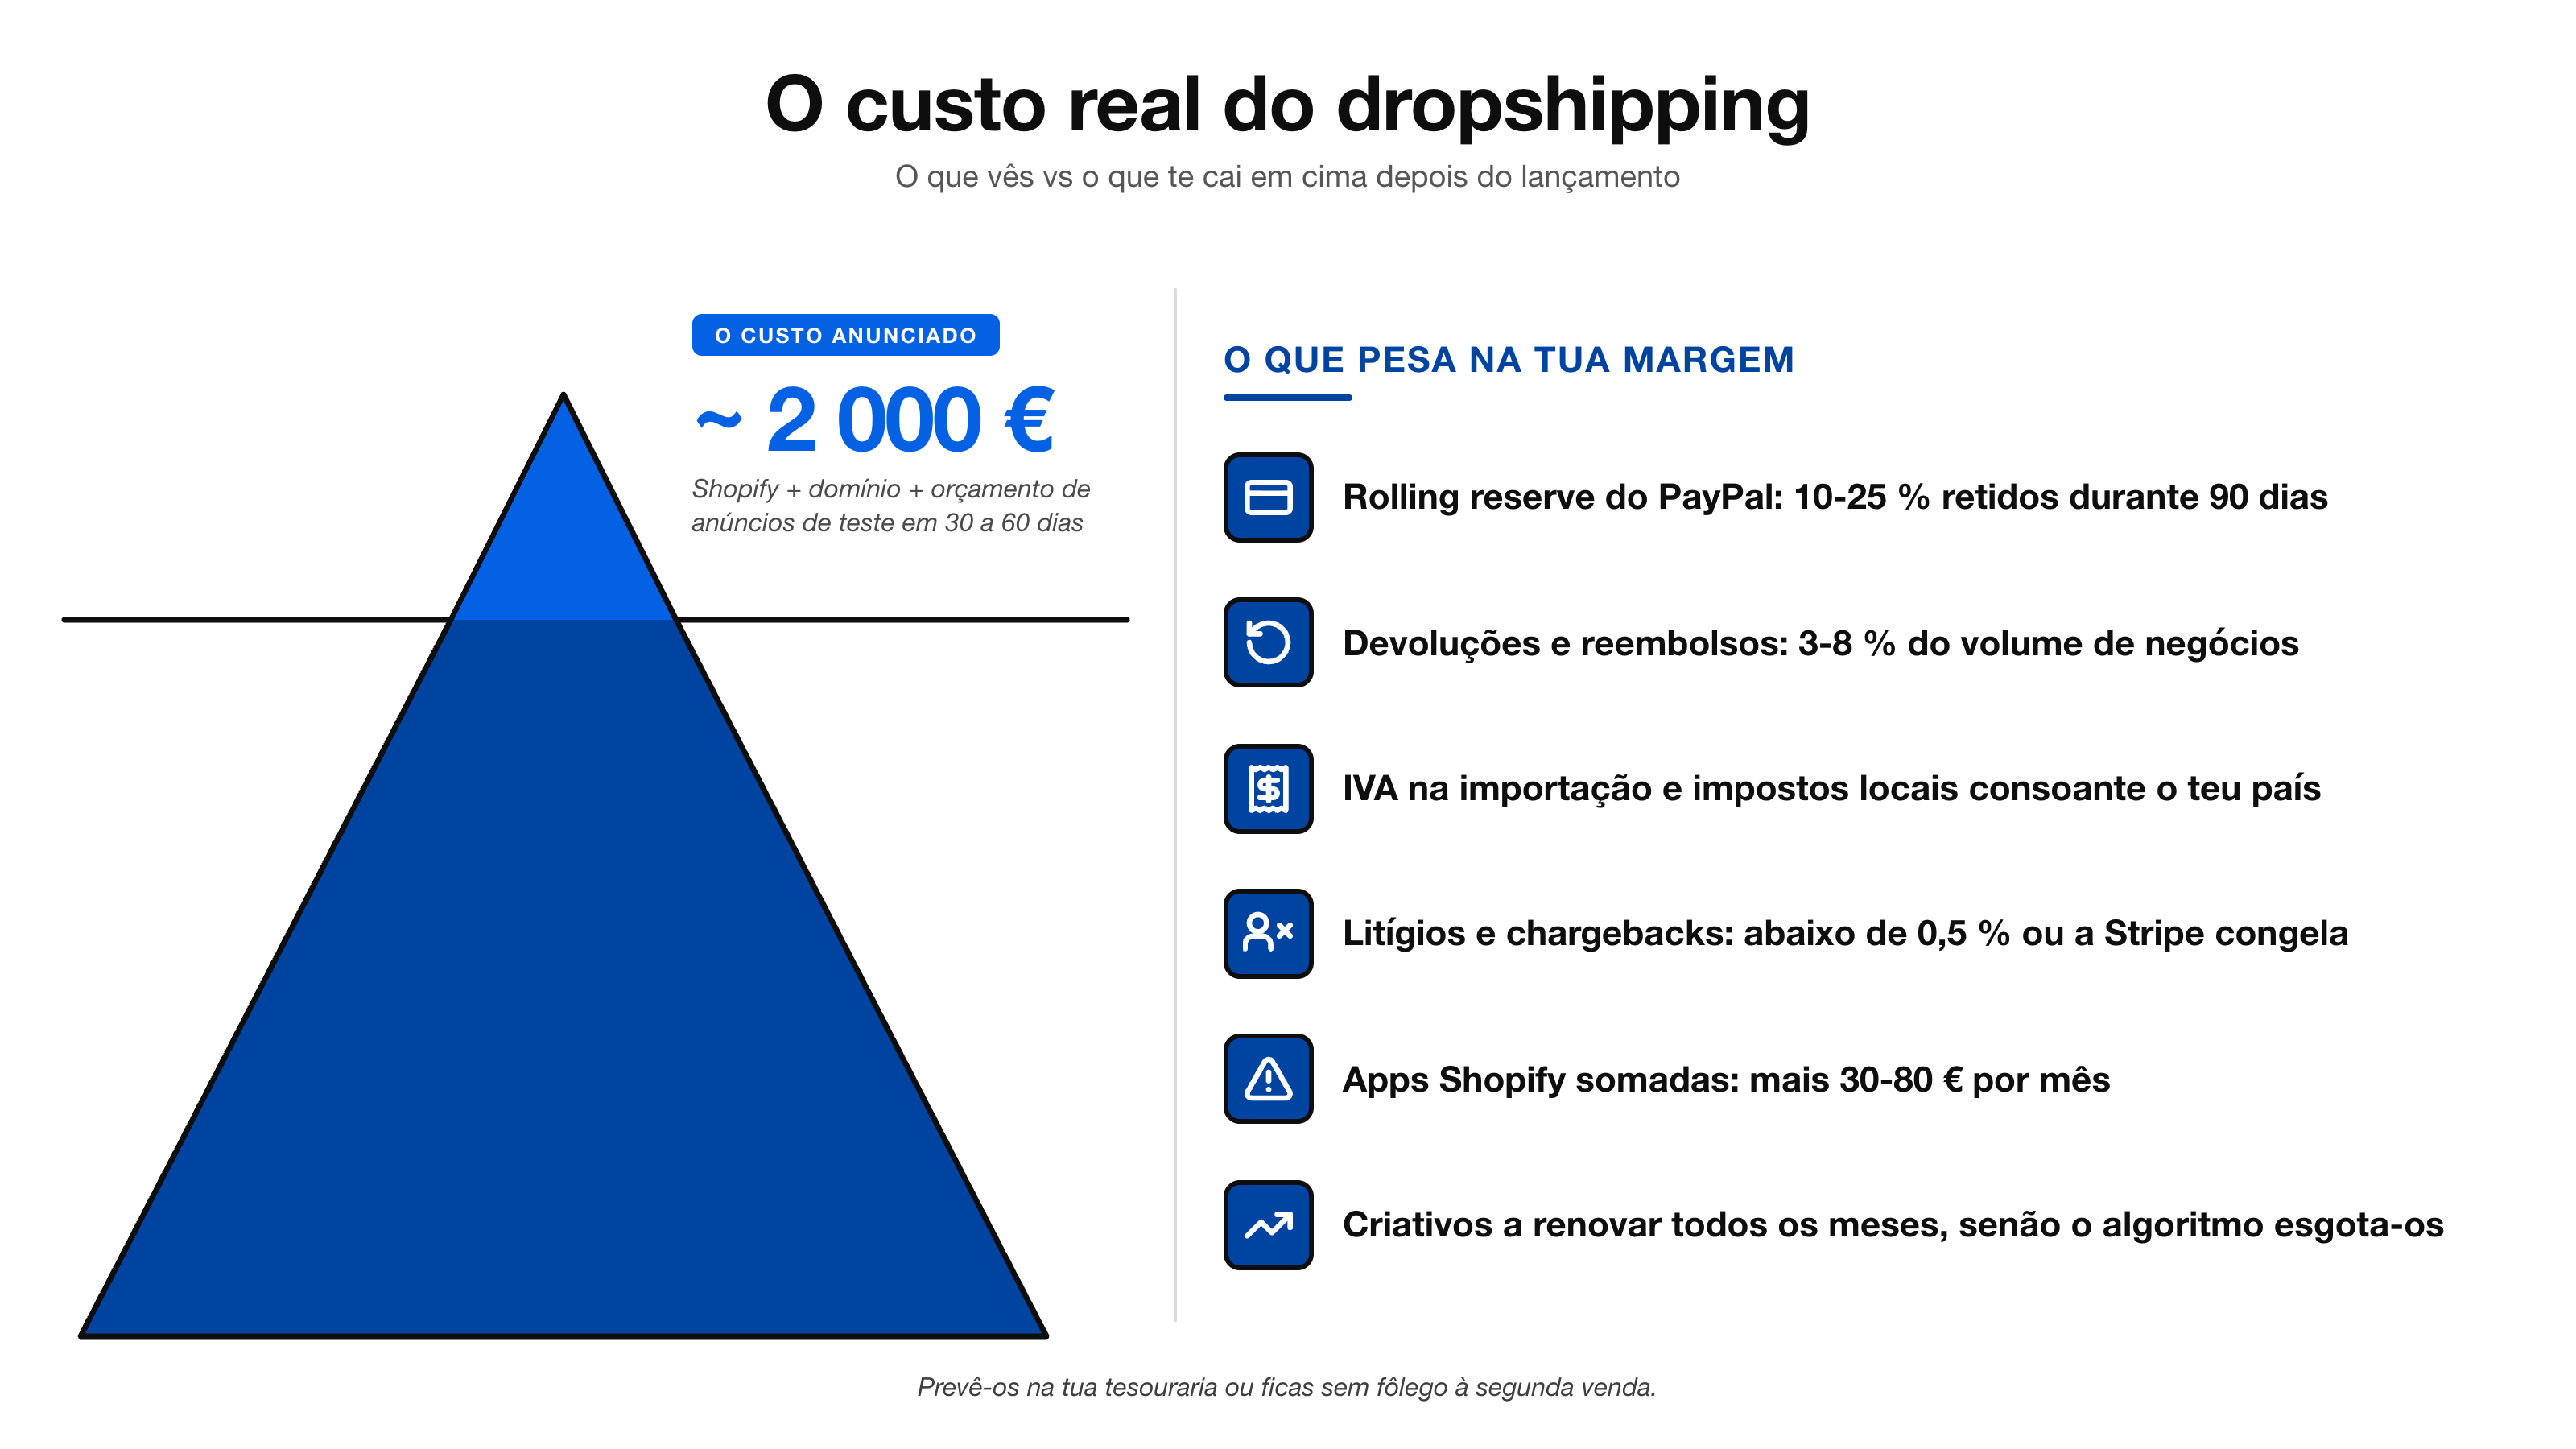 O custo real do dropshipping
O que vês vs o que te cai em cima depois do lançamento
O CUSTO ANUNCIADO
~ 2 000 €
Shopify + domínio + orçamento de
anúncios de teste em 30 a 60 dias
O QUE PESA NA TUA MARGEM
Rolling reserve do PayPal: 10-25 % retidos durante 90 dias
Devoluções e reembolsos: 3-8 % do volume de negócios
IVA na importação e impostos locais consoante o teu país
Litígios e chargebacks: abaixo de 0,5 % ou a Stripe congela
Apps Shopify somadas: mais 30-80 € por mês
Criativos a renovar todos os meses, senão o algoritmo esgota-os
Prevê-os na tua tesouraria ou ficas sem fôlego à segunda venda.